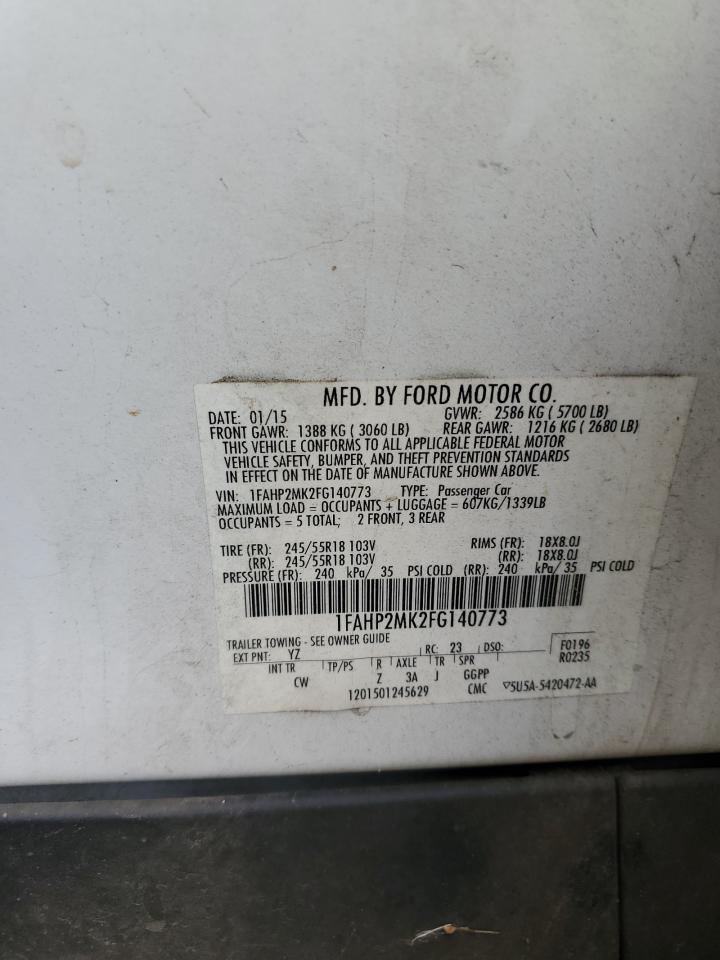 MFD. BY FORD MOTOR CO.
DATE: 01/15 GVWR: 2586 KG ( 5700 LB)
FRONT GAWR: 1388 KG ( 3060 LB) REAR GAWR: 1216 KG ( 2680 LB)
THIS VEHICLE CONFORMS TO ALL APPLICABLE FEDERAL MOTOR
VEHICLE SAFETY, BUMPER, AND THEFT PREVENTION STANDARDS
IN EFFECT ON THE DATE OF MANUFACTURE SHOWN ABOVE.
VIN: 1FAHP2MK2FG140773 TYPE: Passenger Car
MAXIMUM LOAD = OCCUPANTS + LUGGAGE = 607KG/1339LB
OCCUPANTS = 5 TOTAL; 2 FRONT, 3 REAR
TIRE (FR): 245/55R18 103V RIMS (FR): 18X8.0J
(RR): 245/55R18 103V (RR): 18X8.0J
PRESSURE (FR): 240 kPa/ 35 PSI COLD (RR): 240 kPa/ 35 PSI COLD
1FAHP2MK2FG140773
TRAILER TOWING - SEE OWNER GUIDE
EXT PNT: YZ RC: 23 DSO: F0196
R0235
INT TR TP/PS R AXLE TR SPR
CW Z 3A J GGPP
1201501245629 CMC ▽5U5A-5420472-AA